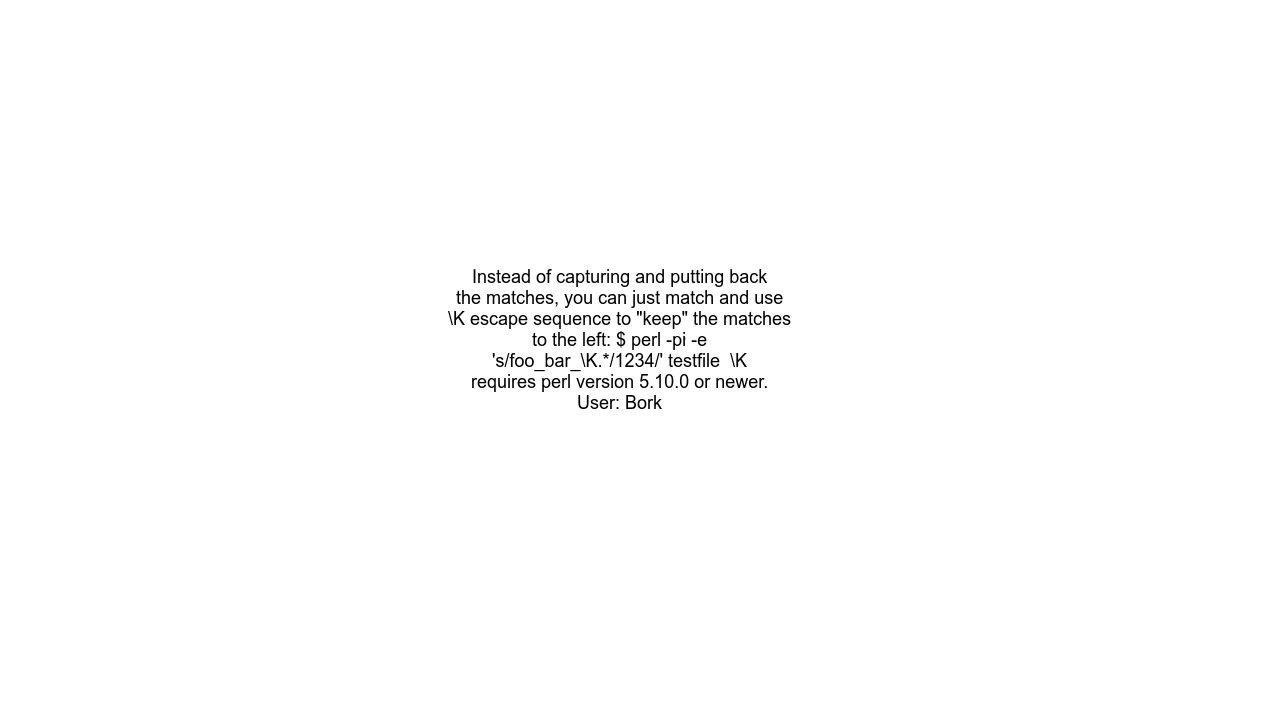 Instead of capturing and putting back
the matches, you can just match and use
\K escape sequence to "keep" the matches
to the left: $ perl -pi -e
's/foo_bar_\K.*/1234/' testfile  \K
requires perl version 5.10.0 or newer.
User: Bork